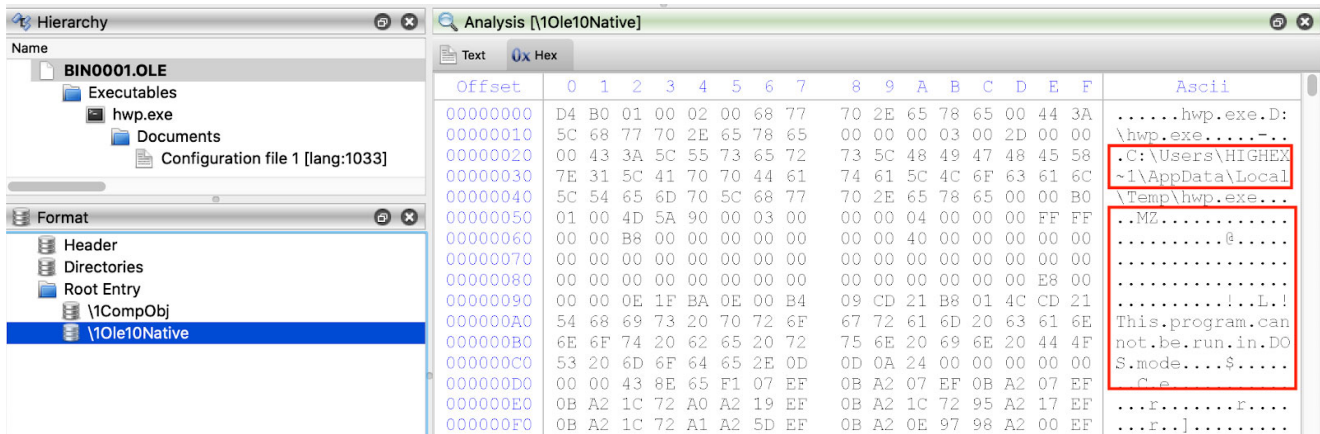 Hierarchy
Name
BIN0001.OLE
Executables
hwp.exe
Documents
Configuration file 1 [lang:1033]
Format
Header
Directories
Root Entry
\1CompObj
\1Ole10Native
Analysis [\1Ole10Native]
Text 0x Hex
Offset 0 1 2 3 4 5 6 7 8 9 A B C D E F Ascii
00000000 D4 B0 01 00 02 00 68 77 70 2E 65 78 65 00 44 3A ......hwp.exe.D:
00000010 5C 68 77 70 2E 65 78 65 00 00 00 03 00 2D 00 00 \hwp.exe.....-..
00000020 00 43 3A 5C 55 73 65 72 73 5C 48 49 47 48 45 58 .C:\Users\HIGHEX
00000030 7E 31 5C 41 70 70 44 61 74 61 5C 4C 6F 63 61 6C ~1\AppData\Local
00000040 5C 54 65 6D 70 5C 68 77 70 2E 65 78 65 00 00 B0 \Temp\hwp.exe...
00000050 01 00 4D 5A 90 00 03 00 00 00 04 00 00 00 FF FF ..MZ............
00000060 00 00 B8 00 00 00 00 00 00 00 40 00 00 00 00 00 ..........@.....
00000070 00 00 00 00 00 00 00 00 00 00 00 00 00 00 00 00 ................
00000080 00 00 00 00 00 00 00 00 00 00 00 00 00 00 E8 00 ................
00000090 00 00 0E 1F BA 0E 00 B4 09 CD 21 B8 01 4C CD 21 ..........!..L.!
000000A0 54 68 69 73 20 70 72 6F 67 72 61 6D 20 63 61 6E This.program.can
000000B0 6E 6F 74 20 62 65 20 72 75 6E 20 69 6E 20 44 4F not.be.run.in.DO
000000C0 53 20 6D 6F 64 65 2E 0D 0D 0A 24 00 00 00 00 00 S.mode....$.....
000000D0 00 00 43 8E 65 F1 07 EF 0B A2 07 EF 0B A2 07 EF ..C.e...........
000000E0 0B A2 1C 72 A0 A2 19 EF 0B A2 1C 72 95 A2 17 EF ...r.......r....
000000F0 0B A2 1C 72 A1 A2 5D EF 0B A2 0E 97 98 A2 00 EF ...r..].........